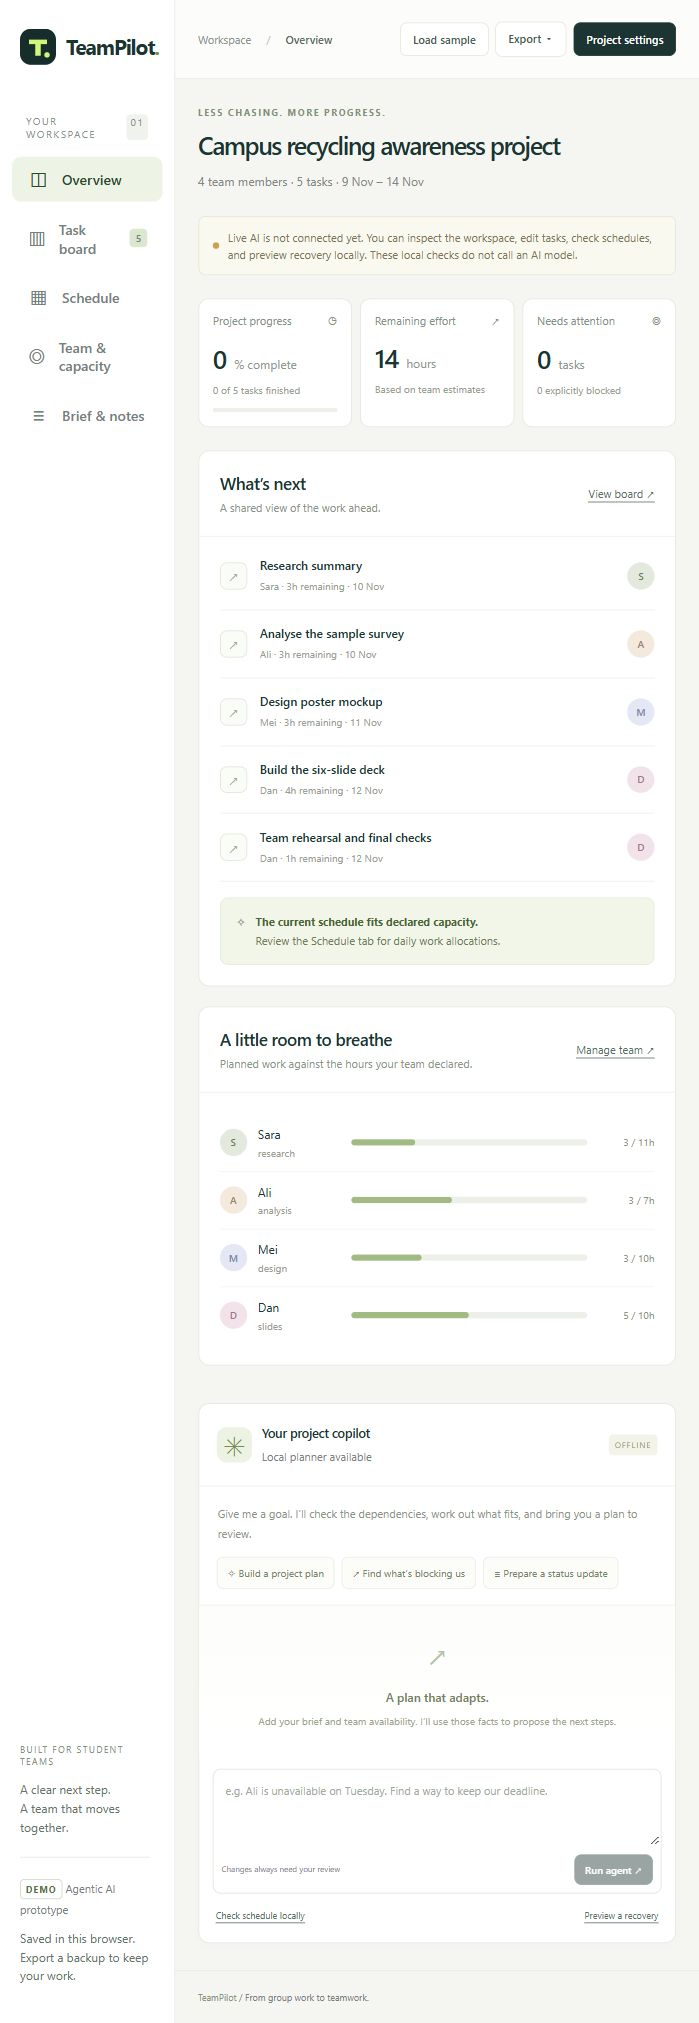 TeamPilot.
YOUR
WORKSPACE
01
Overview
Task
board
5
Schedule
Team &
capacity
Brief & notes
BUILT FOR STUDENT
TEAMS
A clear next step.
A team that moves
together.
DEMO Agentic AI
prototype
Saved in this browser.
Export a backup to keep
your work.
Workspace / Overview
Load sample
Export
Project settings
LESS CHASING. MORE PROGRESS.
Campus recycling awareness project
4 team members · 5 tasks · 9 Nov – 14 Nov
Live AI is not connected yet. You can inspect the workspace, edit tasks, check schedules,
and preview recovery locally. These local checks do not call an AI model.
Project progress
0 % complete
0 of 5 tasks finished
Remaining effort ↗
14 hours
Based on team estimates
Needs attention
0 tasks
0 explicitly blocked
What's next
A shared view of the work ahead.
View board ↗
Research summary
Sara · 3h remaining · 10 Nov
S
Analyse the sample survey
Ali · 3h remaining · 10 Nov
A
Design poster mockup
Mei · 3h remaining · 11 Nov
M
Build the six-slide deck
Dan · 4h remaining · 12 Nov
D
Team rehearsal and final checks
Dan · 1h remaining · 12 Nov
D
The current schedule fits declared capacity.
Review the Schedule tab for daily work allocations.
A little room to breathe
Planned work against the hours your team declared.
Manage team ↗
S
Sara
research
3 / 11h
A
Ali
analysis
3 / 7h
M
Mei
design
3 / 10h
D
Dan
slides
5 / 10h
Your project copilot
Local planner available
OFFLINE
Give me a goal. I'll check the dependencies, work out what fits, and bring you a plan to
review.
✧ Build a project plan
↗ Find what's blocking us
≡ Prepare a status update
A plan that adapts.
Add your brief and team availability. I'll use those facts to propose the next steps.
e.g. Ali is unavailable on Tuesday. Find a way to keep our deadline.
Changes always need your review
Run agent ↗
Check schedule locally
Preview a recovery
TeamPilot / From group work to teamwork.